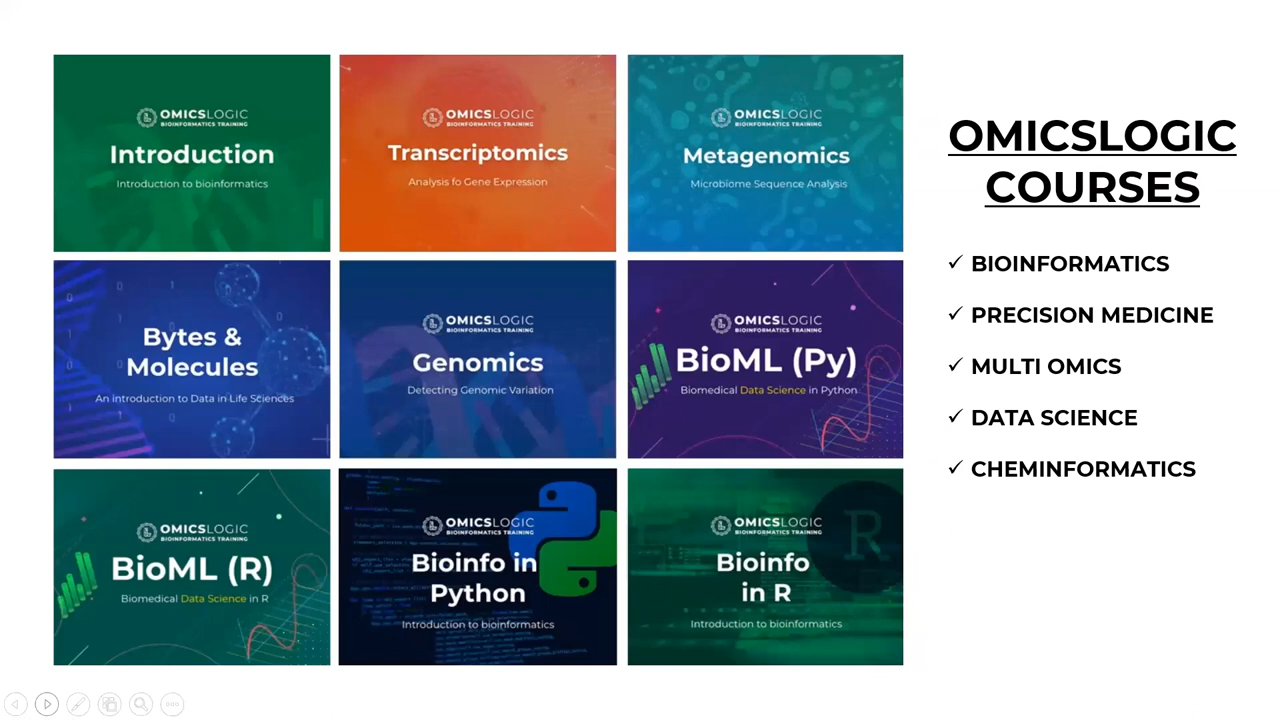 OMICSLOGIC
BIOINFORMATICS TRAINING
Introduction
Introduction to bioinformatics
OMICSLOGIC
BIOINFORMATICS TRAINING
Transcriptomics
Analysis fo Gene Expression
OMICSLOGIC
BIOINFORMATICS TRAINING
Metagenomics
Microbiome Sequence Analysis
Bytes &
Molecules
An introduction to Data in Life Sciences
OMICSLOGIC
BIOINFORMATICS TRAINING
Genomics
Detecting Genomic Variation
OMICSLOGIC
BIOINFORMATICS TRAINING
BioML (Py)
Biomedical Data Science in Python
OMICSLOGIC
BIOINFORMATICS TRAINING
BioML (R)
Biomedical Data Science in R
OMICSLOGIC
BIOINFORMATICS TRAINING
Bioinfo in
Python
Introduction to bioinformatics
OMICSLOGIC
BIOINFORMATICS TRAINING
Bioinfo
in R
Introduction to bioinformatics
R
OMICSLOGIC
COURSES
✓ BIOINFORMATICS
✓ PRECISION MEDICINE
✓ MULTI OMICS
✓ DATA SCIENCE
✓ CHEMINFORMATICS